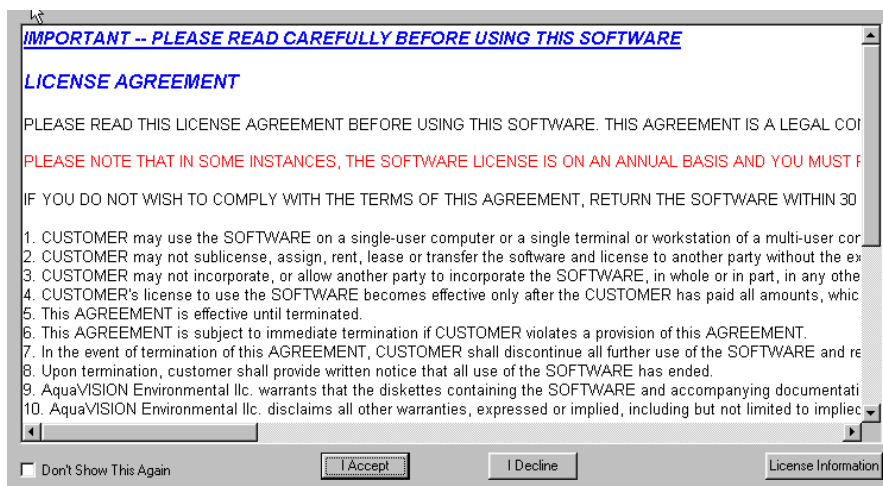 IMPORTANT -- PLEASE READ CAREFULLY BEFORE USING THIS SOFTWARE
LICENSE AGREEMENT
PLEASE READ THIS LICENSE AGREEMENT BEFORE USING THIS SOFTWARE. THIS AGREEMENT IS A LEGAL
PLEASE NOTE THAT IN SOME INSTANCES, THE SOFTWARE LICENSE IS ON AN ANNUAL BASIS AND YOU MUST
IF YOU DO NOT WISH TO COMPLY WITH THE TERMS OF THIS AGREEMENT, RETURN THE SOFTWARE WITHIN 30
1. CUSTOMER may use the SOFTWARE on a single-user computer or a single terminal or workstation of a multi-user
2. CUSTOMER may not sublicense, assign, rent, lease or transfer the software and license to another party without the
3. CUSTOMER may not incorporate, or allow another party to incorporate the SOFTWARE, in whole or in part, in any
4. CUSTOMER's license to use the SOFTWARE becomes effective only after the CUSTOMER has paid all amounts,
5. This AGREEMENT is effective until terminated.
6. This AGREEMENT is subject to immediate termination if CUSTOMER violates a provision of this AGREEMENT.
7. In the event of termination of this AGREEMENT, CUSTOMER shall discontinue all further use of the SOFTWARE and
8. Upon termination, customer shall provide written notice that all use of the SOFTWARE has ended.
9. AquaVISION Environmental llc. warrants that the diskettes containing the SOFTWARE and accompanying
10. AquaVISION Environmental llc. disclaims all other warranties, expressed or implied, including but not limited to
Don't Show This Again
I Accept
I Decline
License Information